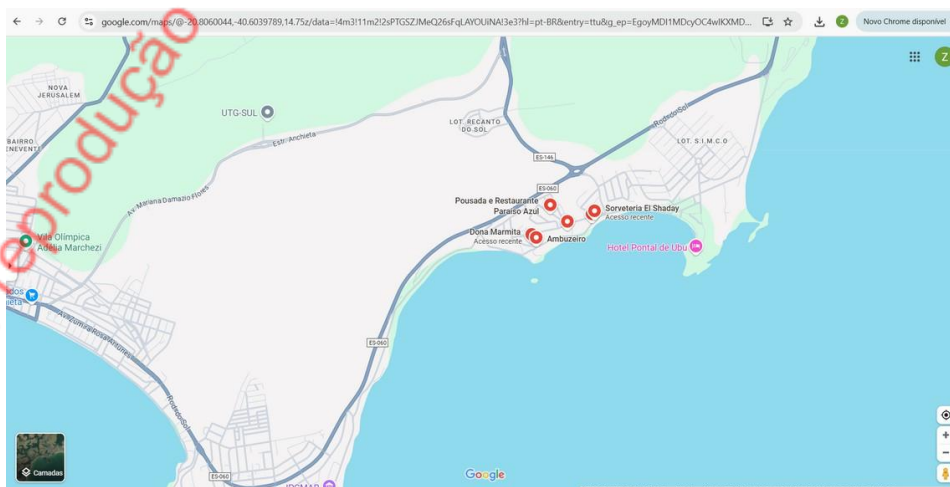 google.com/maps/@-20.8060044,-40.6039789,14.75z/data=!4m3!11m2!2sPTGSZJMeQ26sFqLAYOUiNA!3e3?hl=pt-BR&entry=ttu&g_ep=EgoyMDI1MDcyOC4wIKXMD...
Z
Novo Chrome disponível
reprodução
Z
NOVA
JERUSALEM
UTG-SUL
LOT. RECANTO
DO SOL
Rod. do Sol
BAIRRO
Estr. Anchieta
LOT. S.I.M.C.O
ES-146
Av. Mariana Damazio Flores
ES-060
Pousada e Restaurante
Paraíso Azul
Sorveteria El Shaday
Acesso recente
Dona Marmita
Acesso recente
Ambuzeiro
Vila Olímpica
Adélia Marchezi
Hotel Pontal de Ubu
ES-060
Rod. do Sol
Camadas
ES-060
Google